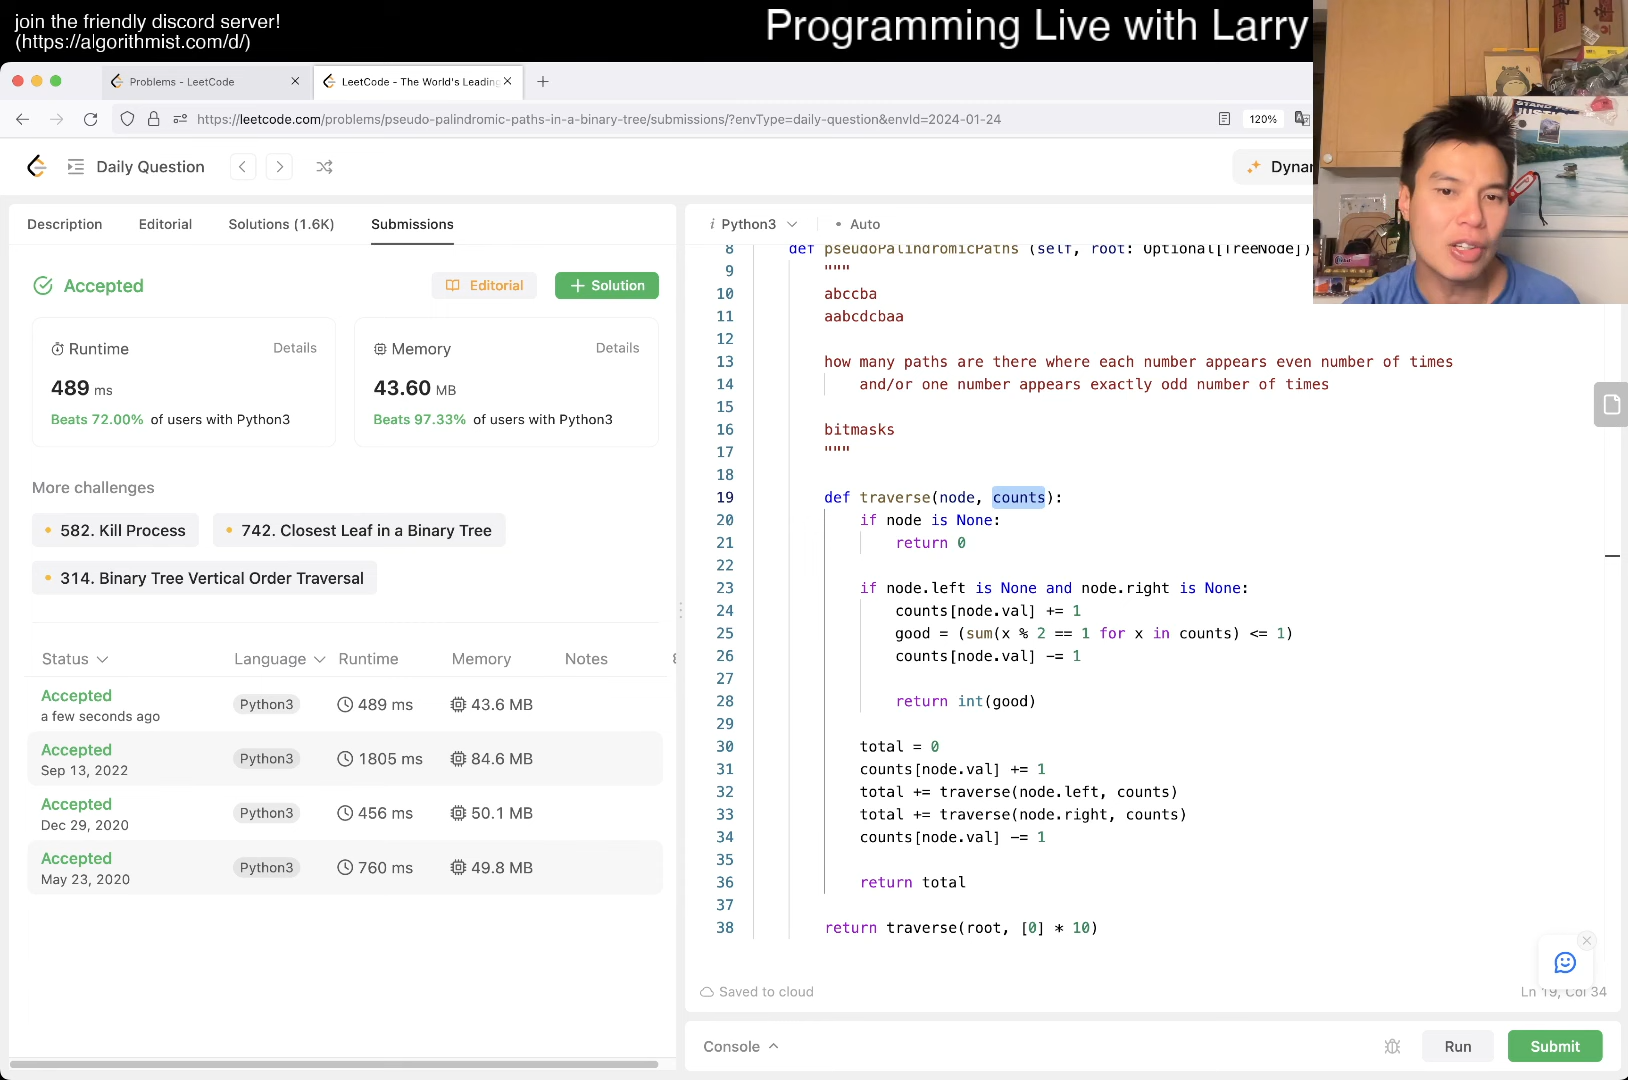 join the friendly discord server!
(https://algorithmist.com/d/)
Programming Live with Larry
Problems - LeetCode
LeetCode - The World's Leading
https://leetcode.com/problems/pseudo-palindromic-paths-in-a-binary-tree/submissions/?envType=daily-question&envId=2024-01-24
120%
Daily Question
Dynam
Description
Editorial
Solutions (1.6K)
Submissions
Accepted
Editorial
+ Solution
Runtime
Details
489 ms
Beats 72.00% of users with Python3
Memory
Details
43.60 MB
Beats 97.33% of users with Python3
More challenges
582. Kill Process
742. Closest Leaf in a Binary Tree
314. Binary Tree Vertical Order Traversal
Status
Language
Runtime
Memory
Notes
Accepted
a few seconds ago
Python3
489 ms
43.6 MB
Accepted
Sep 13, 2022
Python3
1805 ms
84.6 MB
Accepted
Dec 29, 2020
Python3
456 ms
50.1 MB
Accepted
May 23, 2020
Python3
760 ms
49.8 MB
i Python3
• Auto
8 def pseudoPalindromicPaths (self, root: Optional[TreeNode])
9 """
10 abccba
11 aabcdcbaa
12
13 how many paths are there where each number appears even number of times
14 and/or one number appears exactly odd number of times
15
16 bitmasks
17 """
18
19 def traverse(node, counts):
20 if node is None:
21 return 0
22
23 if node.left is None and node.right is None:
24 counts[node.val] += 1
25 good = (sum(x % 2 == 1 for x in counts) <= 1)
26 counts[node.val] -= 1
27
28 return int(good)
29
30 total = 0
31 counts[node.val] += 1
32 total += traverse(node.left, counts)
33 total += traverse(node.right, counts)
34 counts[node.val] -= 1
35
36 return total
37
38 return traverse(root, [0] * 10)
Saved to cloud
Ln 19, Col 34
Console
Run
Submit